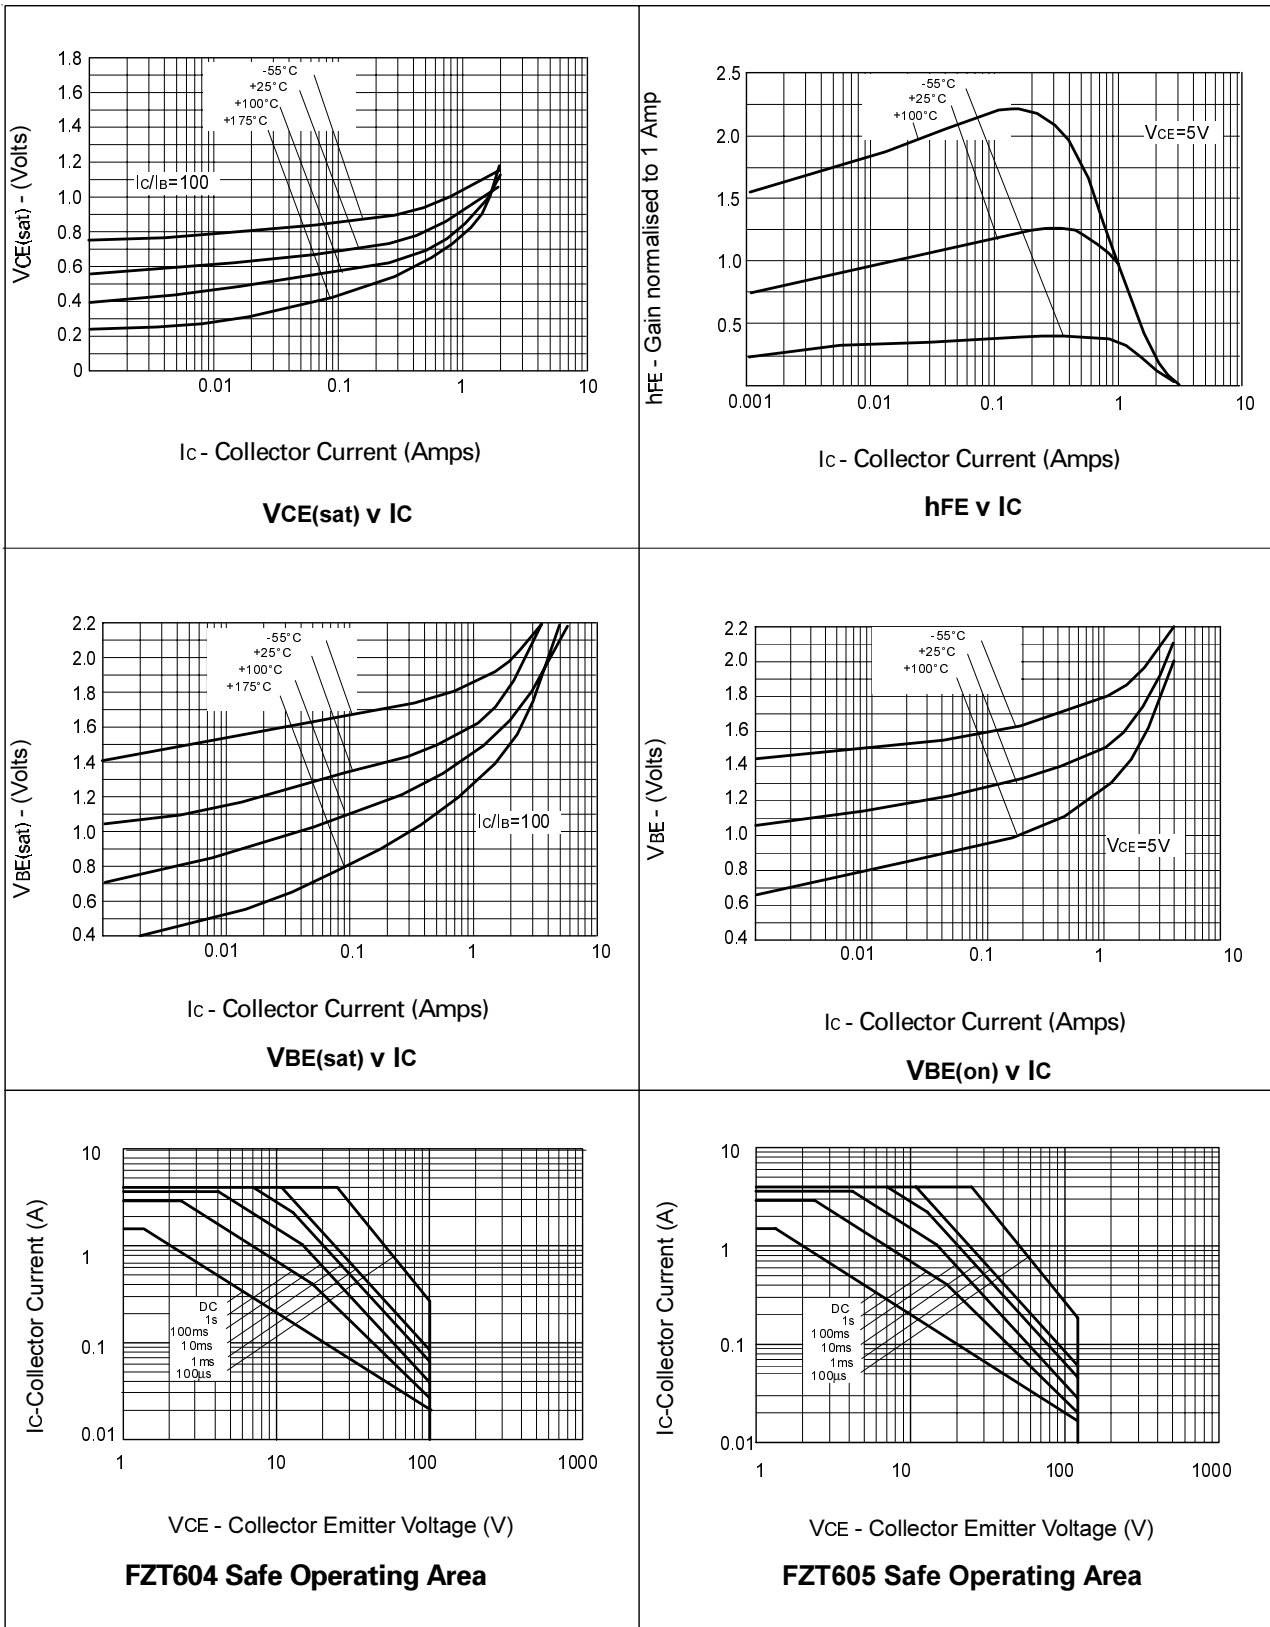 1.8
1.6
1.4
1.2
1.0
0.8
0.6
0.4
0.2
0
-55°C
+25°C
+100°C
+175°C
IC/IB=100
0.01
0.1
1
10
VCE(sat) - (Volts)
IC - Collector Current (Amps)
VCE(sat) v IC
2.5
2.0
1.5
1.0
0.5
-55°C
+25°C
+100°C
VCE=5V
0.001
0.01
0.1
1
10
hFE - Gain normalised to 1 Amp
IC - Collector Current (Amps)
hFE v IC
2.2
2.0
1.8
1.6
1.4
1.2
1.0
0.8
0.6
0.4
-55°C
+25°C
+100°C
+175°C
IC/IB=100
0.01
0.1
1
10
VBE(sat) - (Volts)
IC - Collector Current (Amps)
VBE(sat) v IC
2.2
2.0
1.8
1.6
1.4
1.2
1.0
0.8
0.6
0.4
-55°C
+25°C
+100°C
VCE=5V
0.01
0.1
1
10
VBE - (Volts)
IC - Collector Current (Amps)
VBE(on) v IC
10
1
0.1
0.01
DC
1s
100ms
10ms
1ms
100µs
1
10
100
1000
IC-Collector Current (A)
VCE - Collector Emitter Voltage (V)
FZT604 Safe Operating Area
10
1
0.1
0.01
DC
1s
100ms
10ms
1ms
100µs
1
10
100
1000
IC-Collector Current (A)
VCE - Collector Emitter Voltage (V)
FZT605 Safe Operating Area